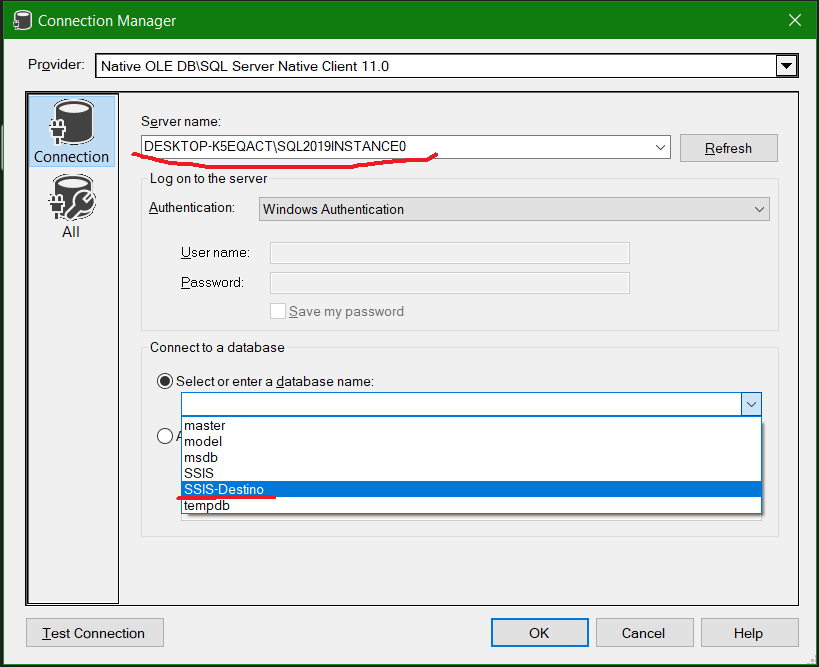 Connection Manager
Provider: Native OLE DB\SQL Server Native Client 11.0
Connection
All
Server name:
DESKTOP-K5EQACT\SQL2019INSTANCE0
Refresh
Log on to the server
Authentication: Windows Authentication
User name:
Password:
Save my password
Connect to a database
Select or enter a database name:
master
model
msdb
SSIS
SSIS-Destino
tempdb
Test Connection
OK
Cancel
Help